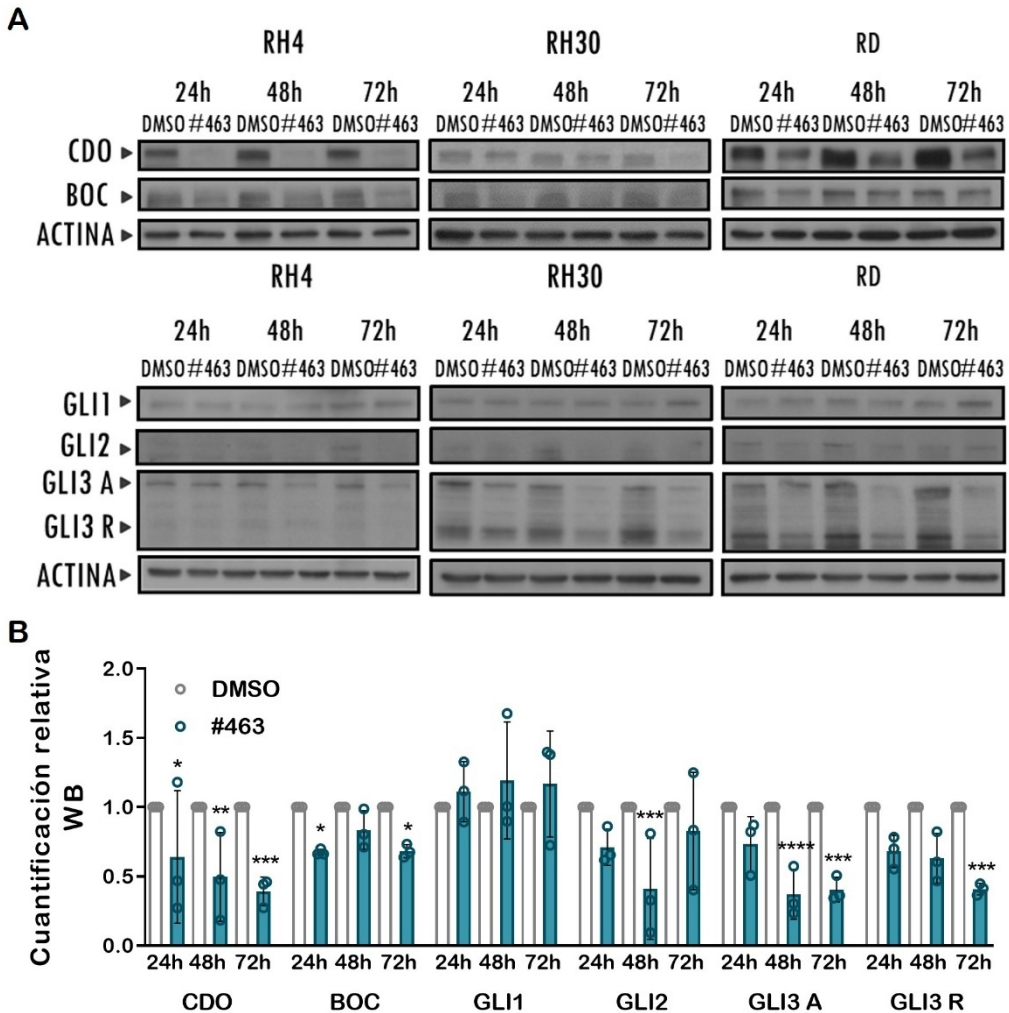 A
RH4 RH30 RD
24h 48h 72h 24h 48h 72h 24h 48h 72h
DMSO #463 DMSO #463 DMSO #463 DMSO #463 DMSO #463 DMSO #463 DMSO #463 DMSO #463 DMSO #463
CDO
BOC
ACTINA
RH4 RH30 RD
24h 48h 72h 24h 48h 72h 24h 48h 72h
DMSO #463 DMSO #463 DMSO #463 DMSO #463 DMSO #463 DMSO #463 DMSO #463 DMSO #463 DMSO #463
GLI1
GLI2
GLI3 A
GLI3 R
ACTINA
B
Cuantificación relativa
WB
2.0
1.5
1.0
0.5
0.0
DMSO
#463
* ** *** * * *** **** *** ***
24h 48h 72h 24h 48h 72h 24h 48h 72h 24h 48h 72h 24h 48h 72h 24h 48h 72h
CDO BOC GLI1 GLI2 GLI3 A GLI3 R